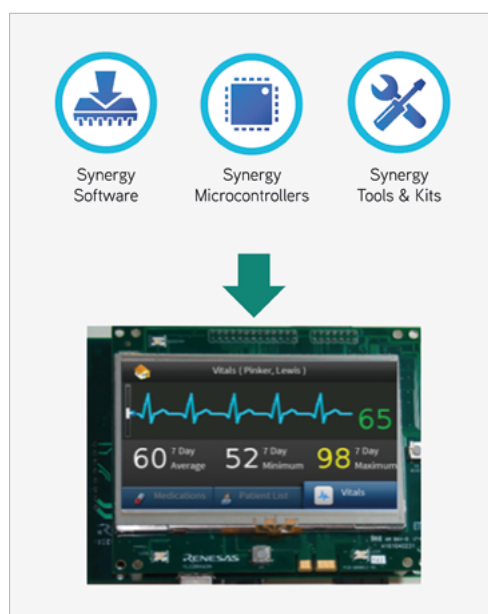 Synergy
Software
Synergy
Microcontrollers
Synergy
Tools & Kits
Vitals ( Pinker, Lewis )
65
60 7 Day Average
52 7 Day Minimum
98 7 Day Maximum
Medications
Patient List
Vitals
RENESAS